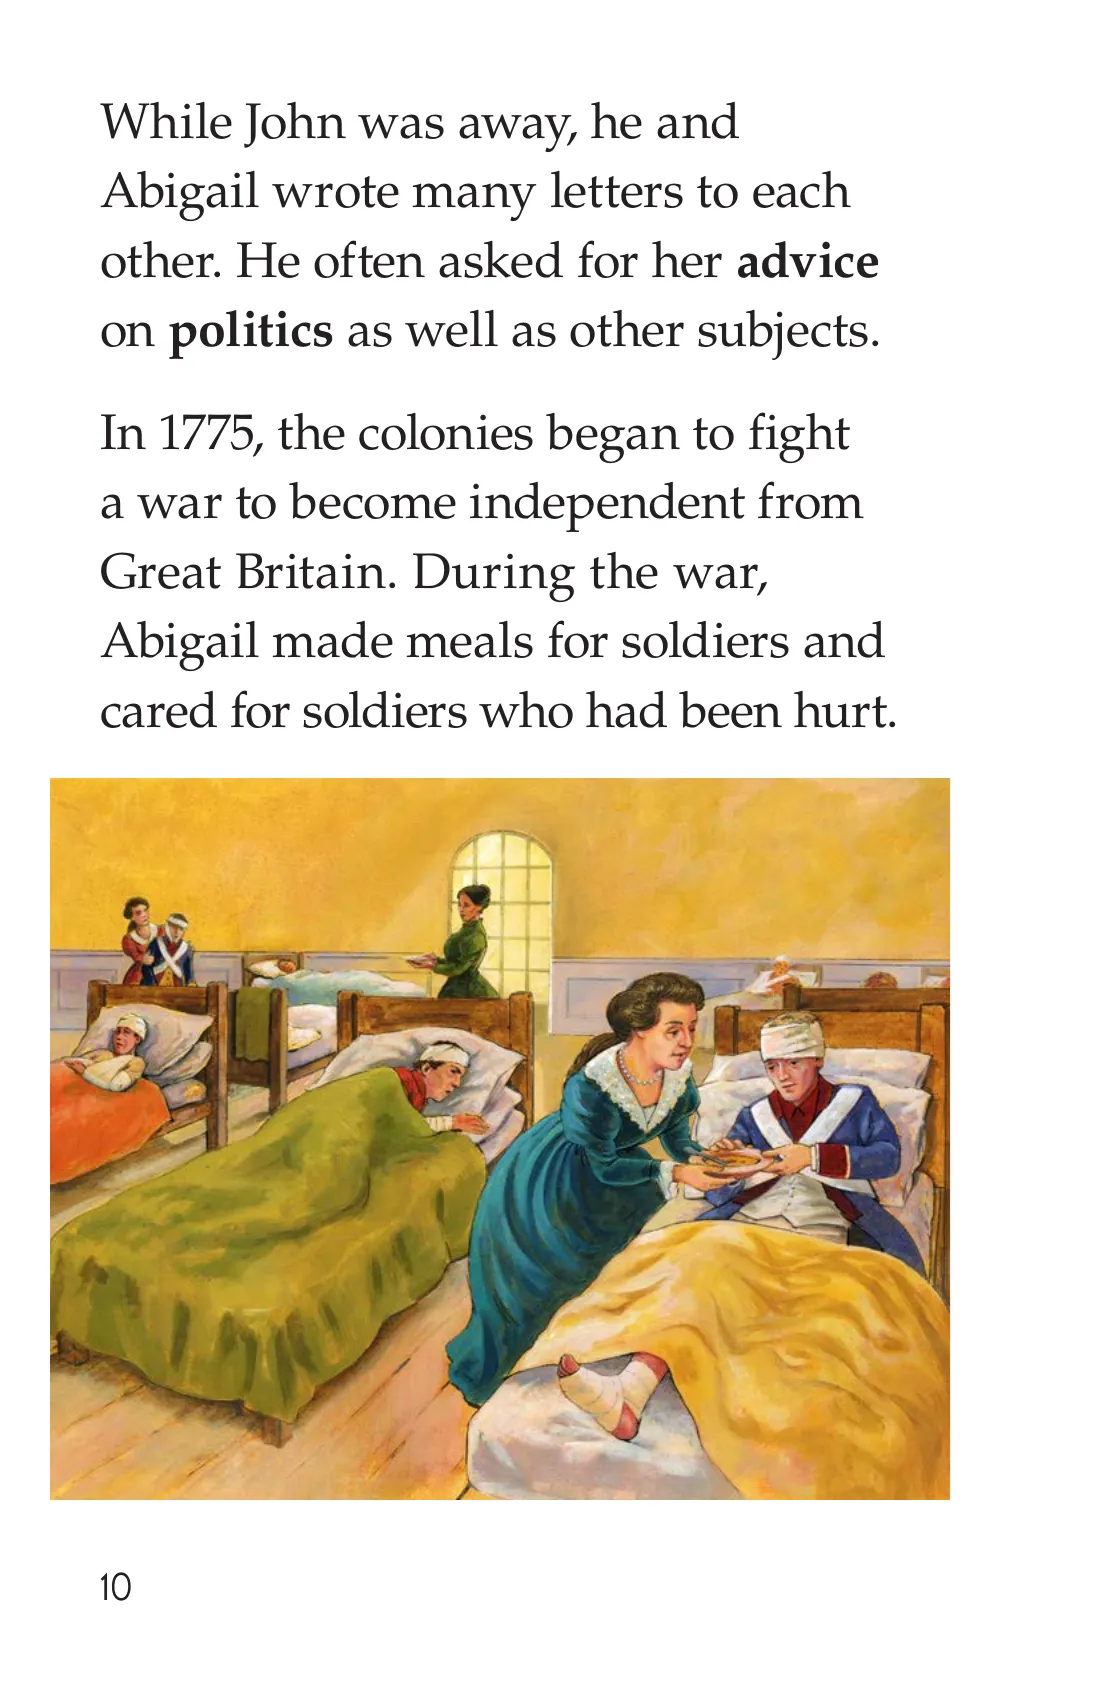 While John was away, he and
Abigail wrote many letters to each
other. He often asked for her advice
on politics as well as other subjects.
In 1775, the colonies began to fight
a war to become independent from
Great Britain. During the war,
Abigail made meals for soldiers and
cared for soldiers who had been hurt.
10